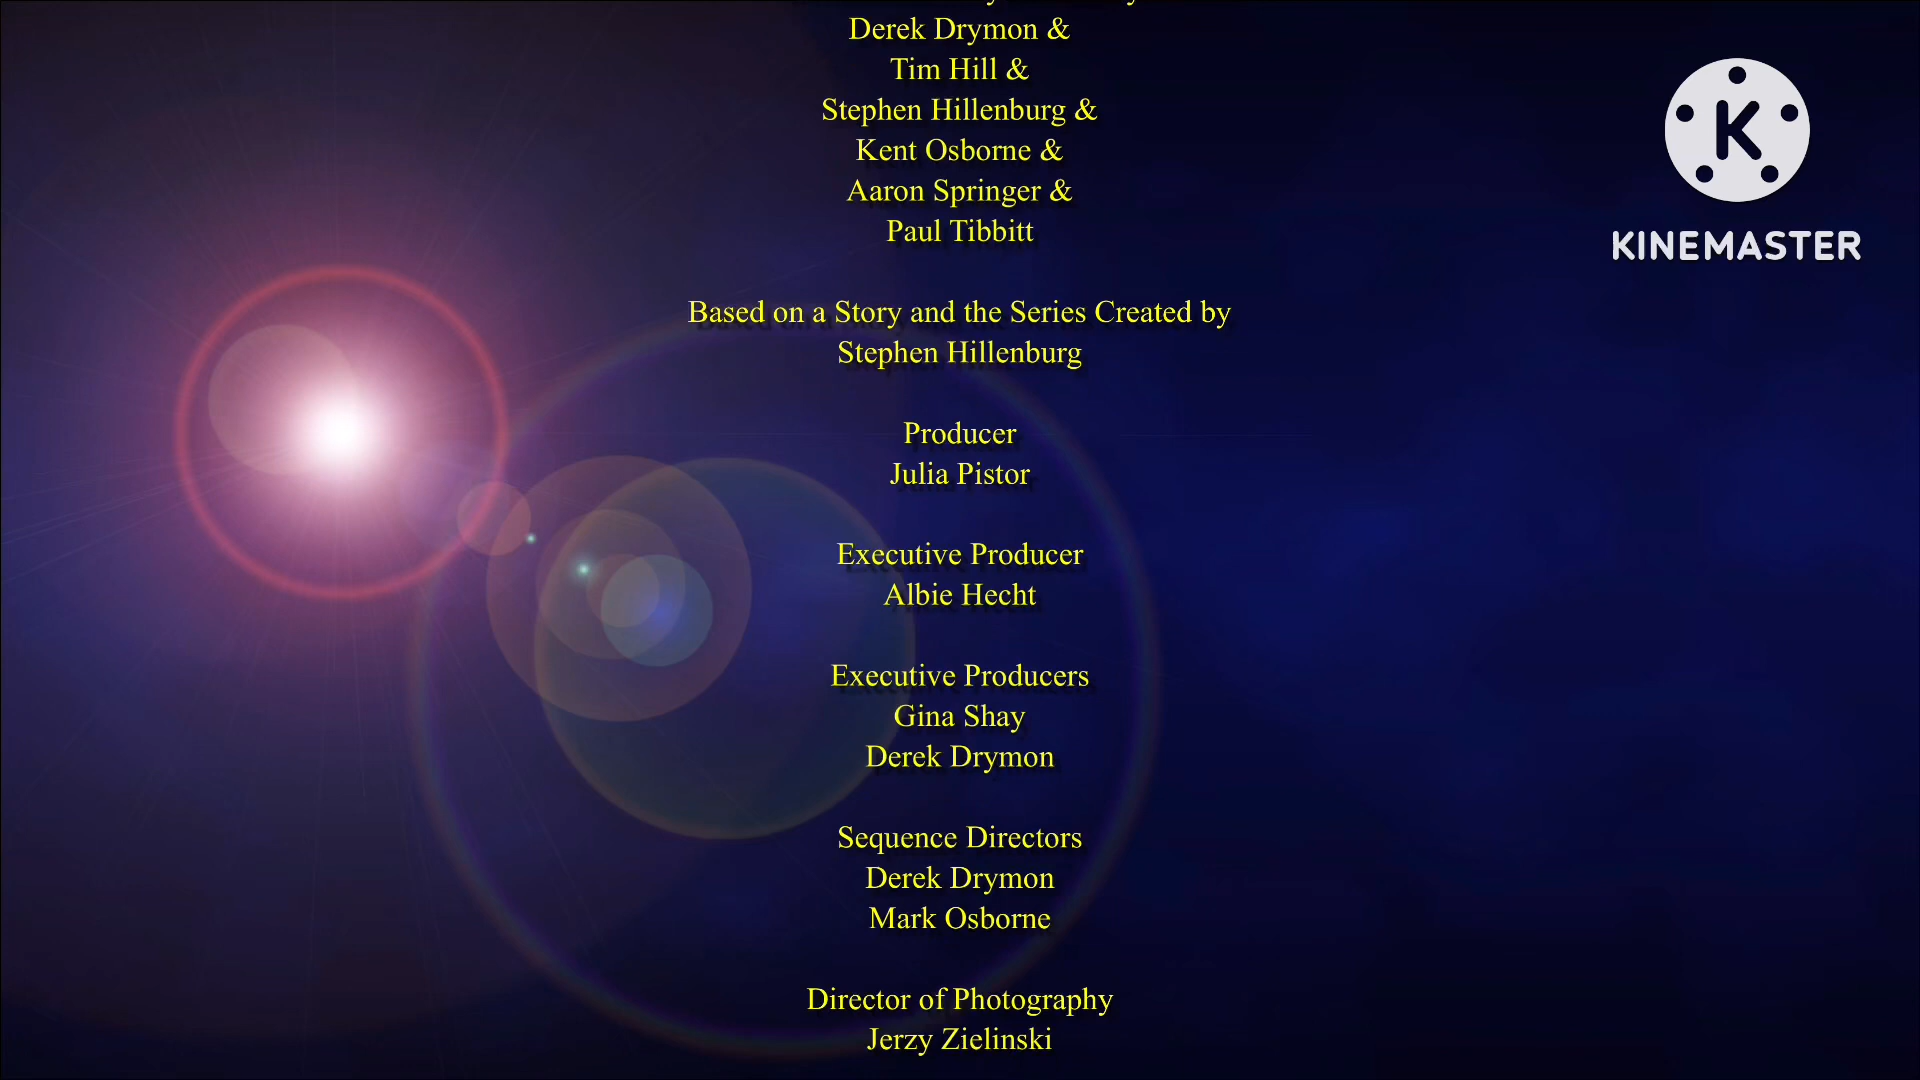 Derek Drymon &
Tim Hill &
Stephen Hillenburg &
Kent Osborne &
Aaron Springer &
Paul Tibbitt
Based on a Story and the Series Created by
Stephen Hillenburg
Producer
Julia Pistor
Executive Producer
Albie Hecht
Executive Producers
Gina Shay
Derek Drymon
Sequence Directors
Derek Drymon
Mark Osborne
Director of Photography
Jerzy Zielinski
K
KINEMASTER